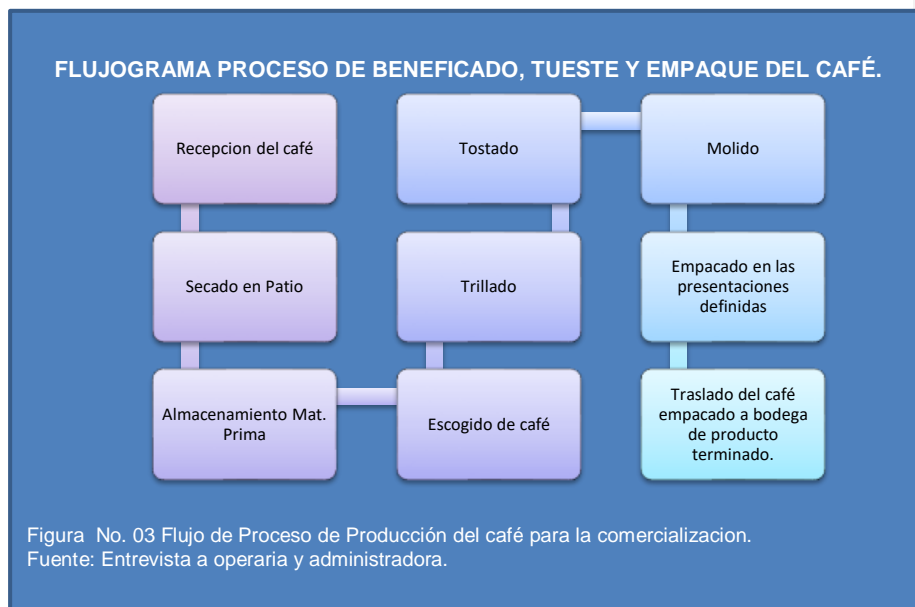 FLUJOGRAMA PROCESO DE BENEFICADO, TUESTE Y EMPAQUE DEL CAFÉ.
Recepcion del café
Secado en Patio
Almacenamiento Mat.
Prima
Escogido de café
Trillado
Tostado
Molido
Empacado en las
presentaciones
definidas
Traslado del café
empacado a bodega
de producto
terminado.
Figura No. 03 Flujo de Proceso de Producción del café para la comercializacion.
Fuente: Entrevista a operaria y administradora.